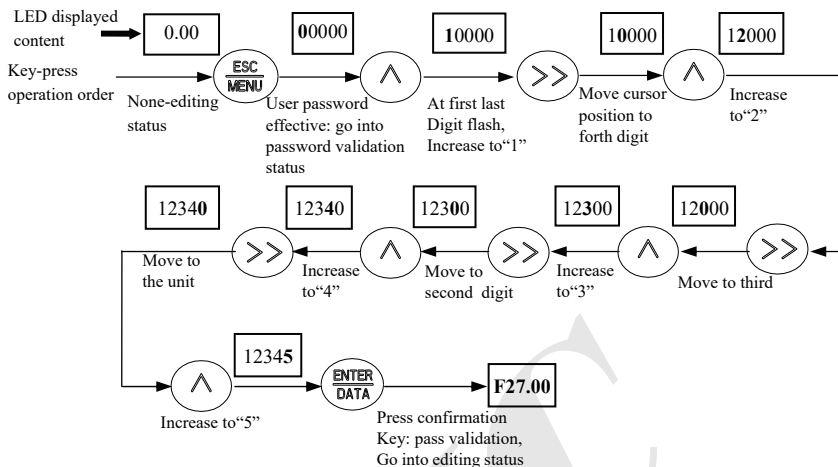 LED displayed
content
0.00
00000
10000
10000
12000
Key-press
operation order
None-editing
status
ESC
MENU
User password
effective: go into
password validation
status
∧
At first last
Digit flash,
Increase to“1”
>>
Move cursor
position to
forth digit
∧
Increase
to“2”
12340
12340
12300
12300
12000
Move to
the unit
>>
Increase
to“4”
∧
Move to
second digit
>>
Increase
to“3”
∧
Move to third
>>
12345
∧
Increase to“5”
ENTER
DATA
F27.00
Press confirmation
Key: pass validation,
Go into editing status